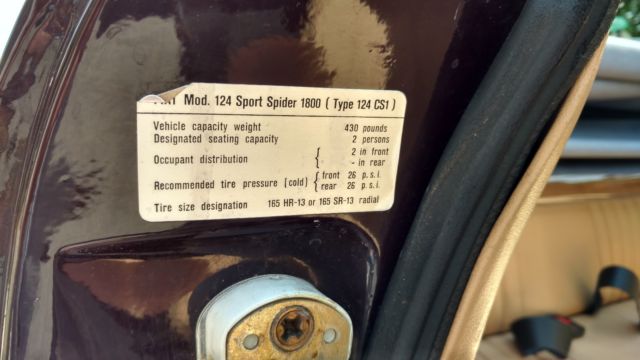 Mod. 124 Sport Spider 1800 ( Type 124 CS1 )
Vehicle capacity weight 430 pounds
Designated seating capacity 2 persons
Occupant distribution { 2 in front
- in rear
Recommended tire pressure [cold] { front 26 p.s.i.
rear 26 p.s.i.
Tire size designation 165 HR-13 or 165 SR-13 radial